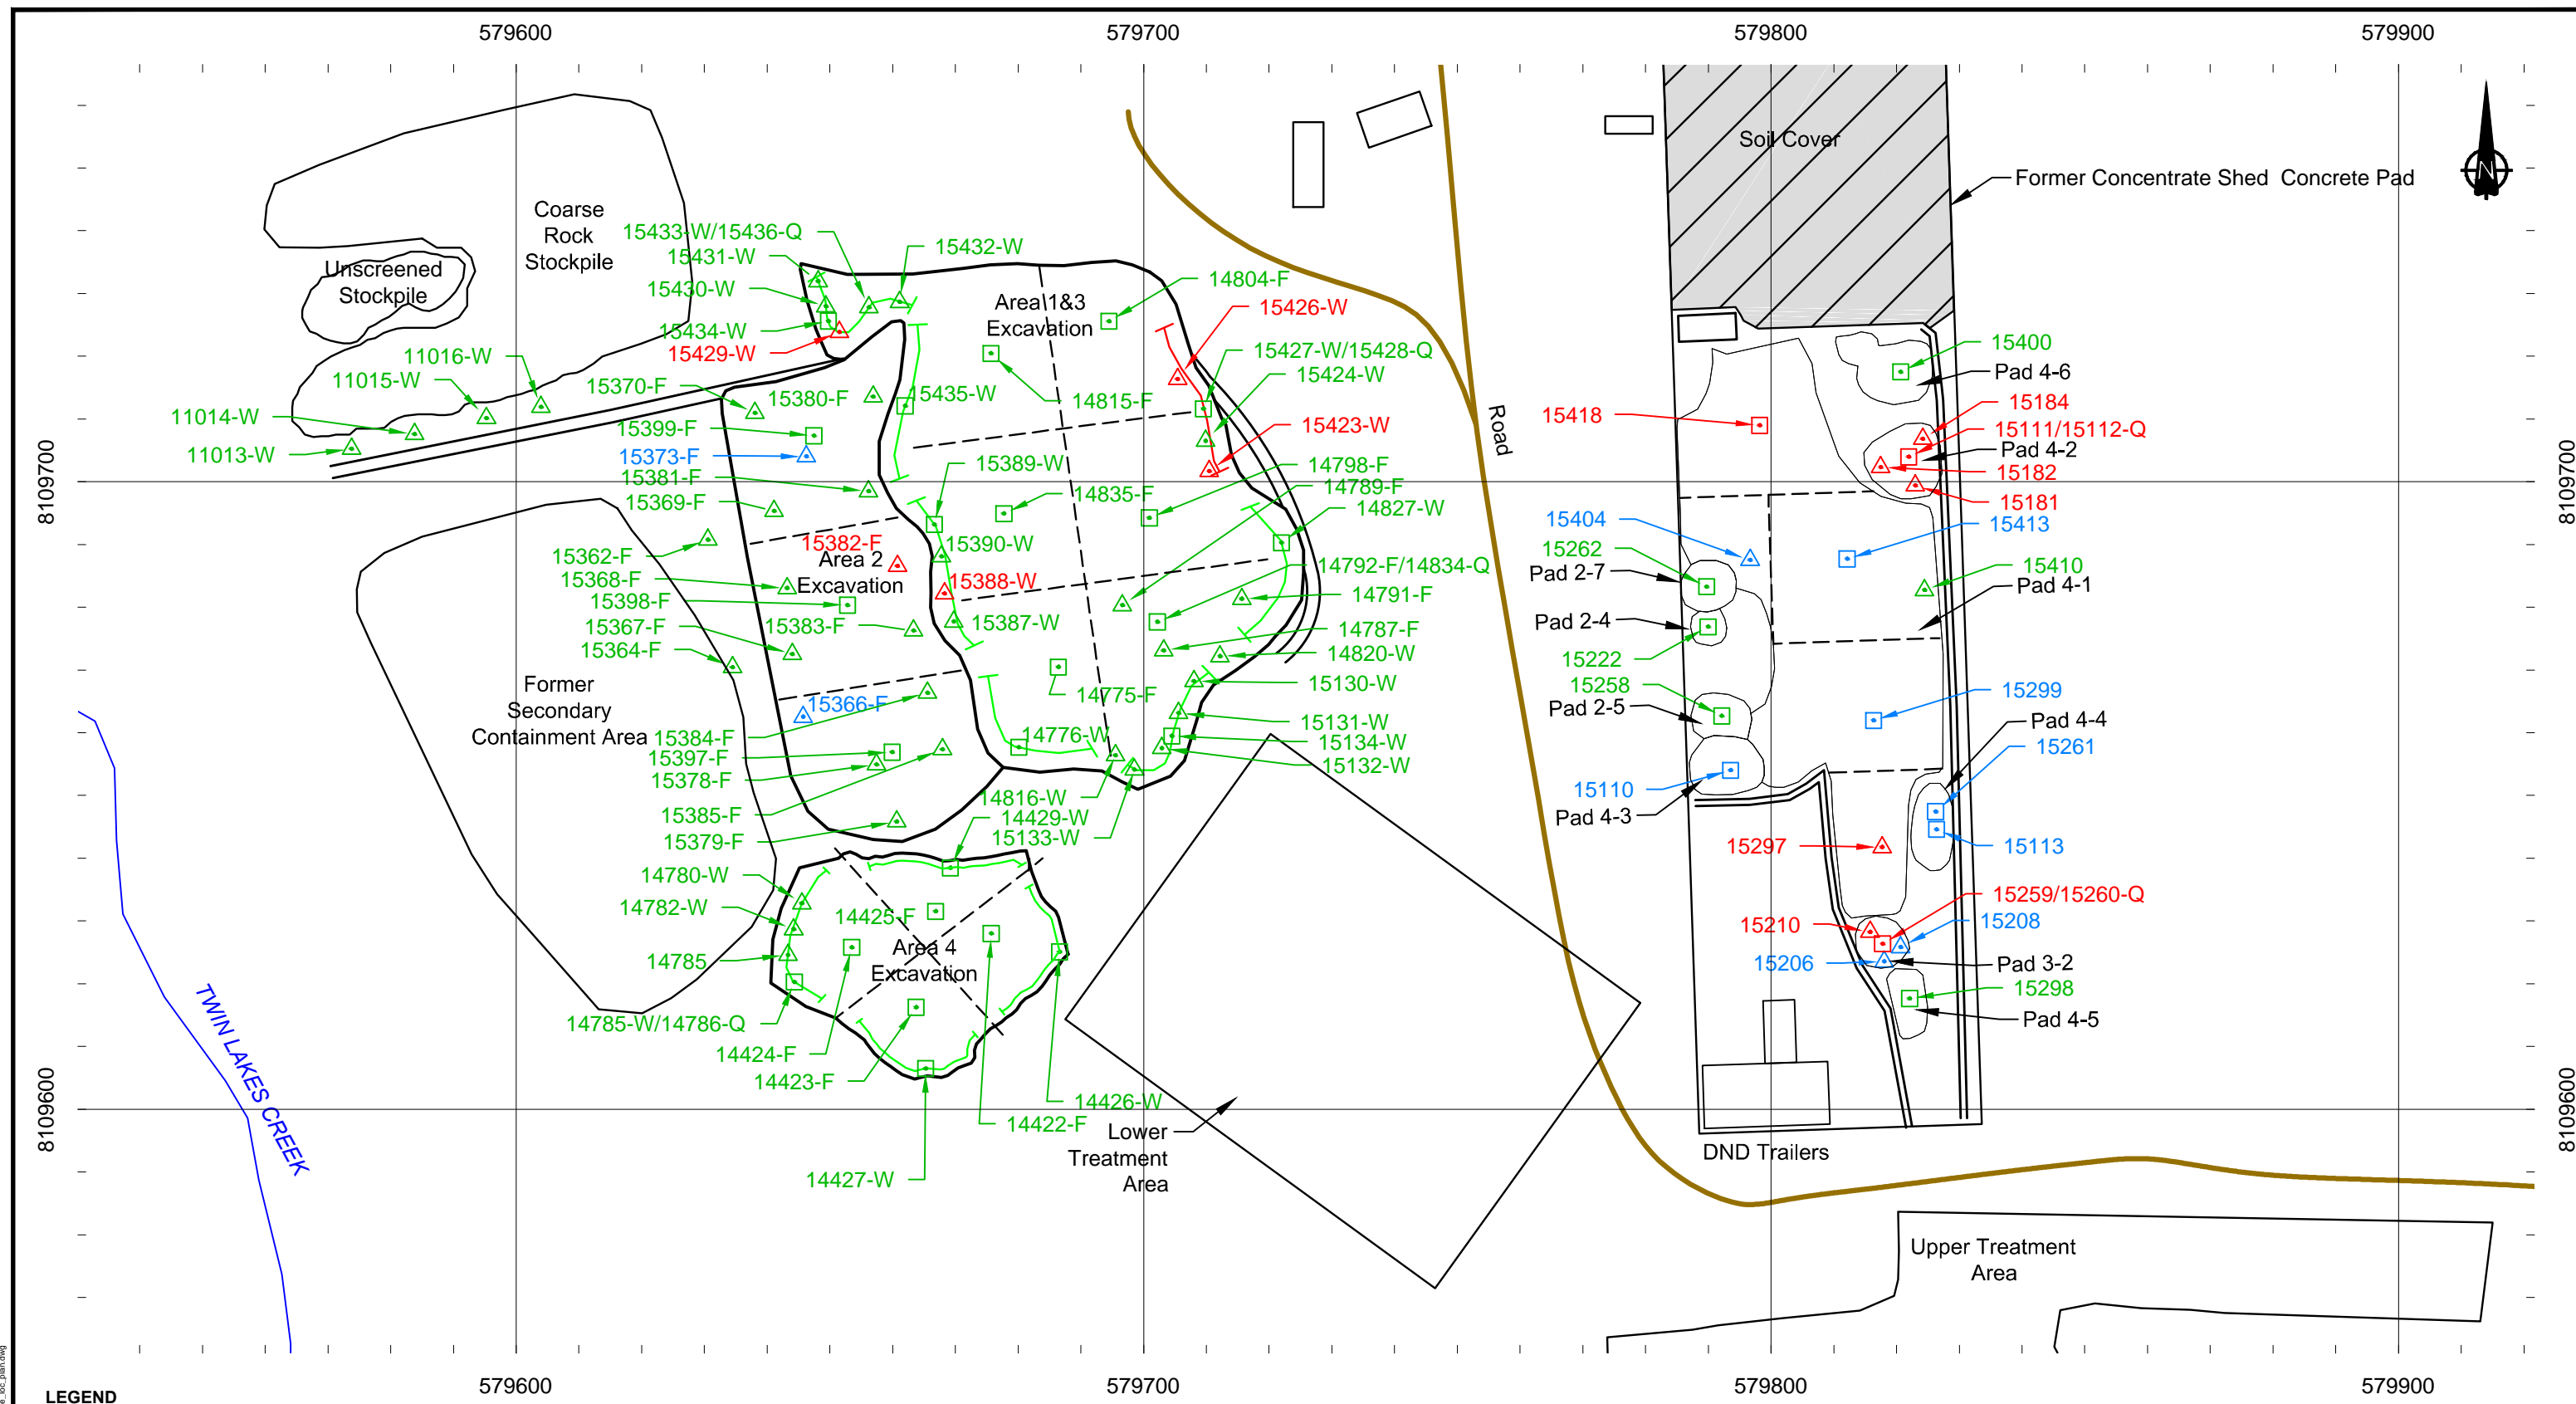 579600
579700
579800
579900
Soil Cover
Former Concentrate Shed  Concrete Pad
N
Coarse
Rock
Stockpile
Unscreened
Stockpile
15433-W/15436-Q
15432-W
15431-W
15430-W
15434-W
15429-W
14804-F
Area 1&3
Excavation
15426-W
15427-W/15428-Q
15424-W
15423-W
11016-W
11015-W
11014-W
11013-W
15370-F
15380-F
15435-W
14815-F
15399-F
15373-F
15381-F
15369-F
15389-W
14835-F
14798-F
14789-F
14827-W
15382-F
Area 2
Excavation
15390-W
15388-W
15362-F
15368-F
15398-F
15367-F
15383-F
15387-W
15364-F
14792-F/14834-Q
14791-F
14787-F
14820-W
14775-F
15130-W
15131-W
15134-W
15132-W
14776-W
Former
Secondary
Containment Area
15366-F
15384-F
15397-F
15378-F
15385-F
15379-F
14816-W
14429-W
15133-W
14780-W
14782-W
14785
14425-F
Area 4
Excavation
14785-W/14786-Q
14424-F
14423-F
14426-W
14422-F
14427-W
Lower
Treatment
Area
Road
15400
Pad 4-6
15418
15184
15111/15112-Q
Pad 4-2
15182
15181
15404
15413
15262
Pad 2-7
15410
Pad 4-1
Pad 2-4
15222
15258
Pad 2-5
15299
Pad 4-4
15261
15110
Pad 4-3
15297
15113
15259/15260-Q
15210
15208
15206
Pad 3-2
15298
Pad 4-5
DND Trailers
Upper Treatment
Area
TWIN LAKES CREEK
8109700
8109600
8109700
8109600
579600
579700
579800
579900
LEGEND